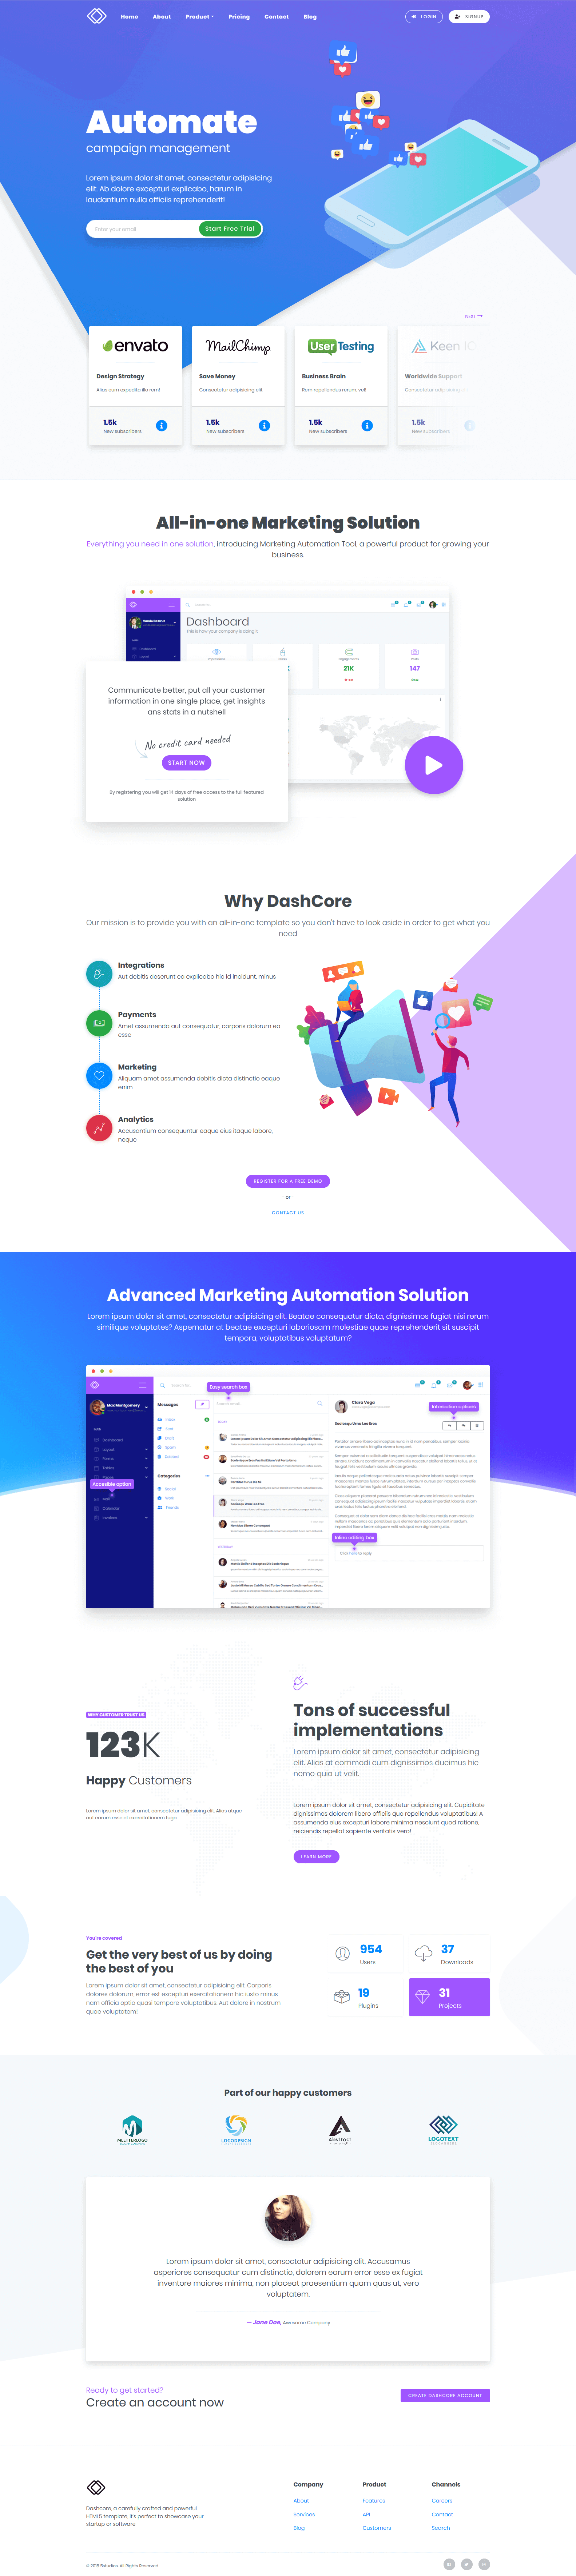 Home About Product Pricing Contact Blog LOGIN SIGNUP
Automate
campaign management
Lorem ipsum dolor sit amet, consectetur adipisicing
elit. Ab dolore excepturi explicabo, harum in
laudantium nulla officiis reprehenderit!
Enter your email Start Free Trial
NEXT
envato MailChimp UserTesting Keen IO
Design Strategy Save Money Business Brain Worldwide Support
Alias eum expedita illo rem! Consectetur adipisicing elit Rem repellendus rerum, vel! Consectetur adipisicing
1.5k 1.5k 1.5k 1.5k
New subscribers New subscribers New subscribers New subscribers
All-in-one Marketing Solution
Everything you need in one solution, introducing Marketing Automation Tool, a powerful product for growing your
business.
Dashboard
This is how your company is doing it
Engagements
21K 147
Communicate better, put all your customer
information in one single place, get insights
ans stats in a nutshell
No credit card needed
START NOW
By registering you will get 14 days of free access to the full featured
solution
Why DashCore
Our mission is to provide you with an all-in-one template so you don't have to look aside in order to get what you
need
Integrations
Aut debitis deserunt ea explicabo hic id incidunt, minus
Payments
Amet assumenda aut consequatur, corporis dolorum ea
esse
Marketing
Aliquam amet assumenda debitis dicta distinctio eaque
enim
Analytics
Accusantium consequuntur eaque eius itaque labore,
neque
REGISTER FOR A FREE DEMO
- or -
CONTACT US
Advanced Marketing Automation Solution
Lorem ipsum dolor sit amet, consectetur adipisicing elit. Beatae consequatur dicta, dignissimos fugiat nisi rerum
similique voluptates? Aspernatur at beatae excepturi laboriosam molestiae quae reprehenderit sit suscipit
tempora, voluptatibus voluptatum?
Easy search box
Max Montgomery
Messages
Clara Vega
Interaction options
Inbox
Sent
Draft
Spam
Deleted
Categories
Social
Work
Friends
Dashboard
Layout
Forms
Tables
Accesible option
Calendar
Invoices
Inline editing box
WHY CUSTOMER TRUST US
123K
Happy Customers
Lorem ipsum dolor sit amet, consectetur adipisicing elit. Alias atque
aut earum esse et exercitationem fuga
Tons of successful
implementations
Lorem ipsum dolor sit amet, consectetur adipisicing
elit. Alias at commodi cum dignissimos ducimus hic
nemo quia ut velit.
Lorem ipsum dolor sit amet, consectetur adipisicing elit. Cupiditate
dignissimos dolorem libero officiis quo repellendus voluptatibus! A
assumenda eius excepturi labore minima nesciunt quod ratione,
reiciendis repellat sapiente veritatis vero!
LEARN MORE
You're covered
Get the very best of us by doing
the best of you
Lorem ipsum dolor sit amet, consectetur adipisicing elit. Corporis
dolores dolorum, error est excepturi exercitationem hic iusto minus
nam officia optio quasi tempore voluptatibus. Aut dolore in nostrum
quae voluptatem!
954
Users
37
Downloads
19
Plugins
31
Projects
Part of our happy customers
MLETTERLOGO LOGODESIGN Abstract LOGOTEXT
Lorem ipsum dolor sit amet, consectetur adipisicing elit. Accusamus
asperiores consequatur cum distinctio, dolorem earum error esse ex fugiat
inventore maiores minima, non placeat praesentium quam quas ut, vero
voluptatem.
— Jane Doe, Awesome Company
Ready to get started?
Create an account now
CREATE DASHCORE ACCOUNT
Dashcore, a carefully crafted and powerful
HTML5 template, it's perfect to showcase your
startup or software
Company Product Channels
About Features Careers
Services API Contact
Blog Customers Search
© 2018 5studios. All Rights Reserved